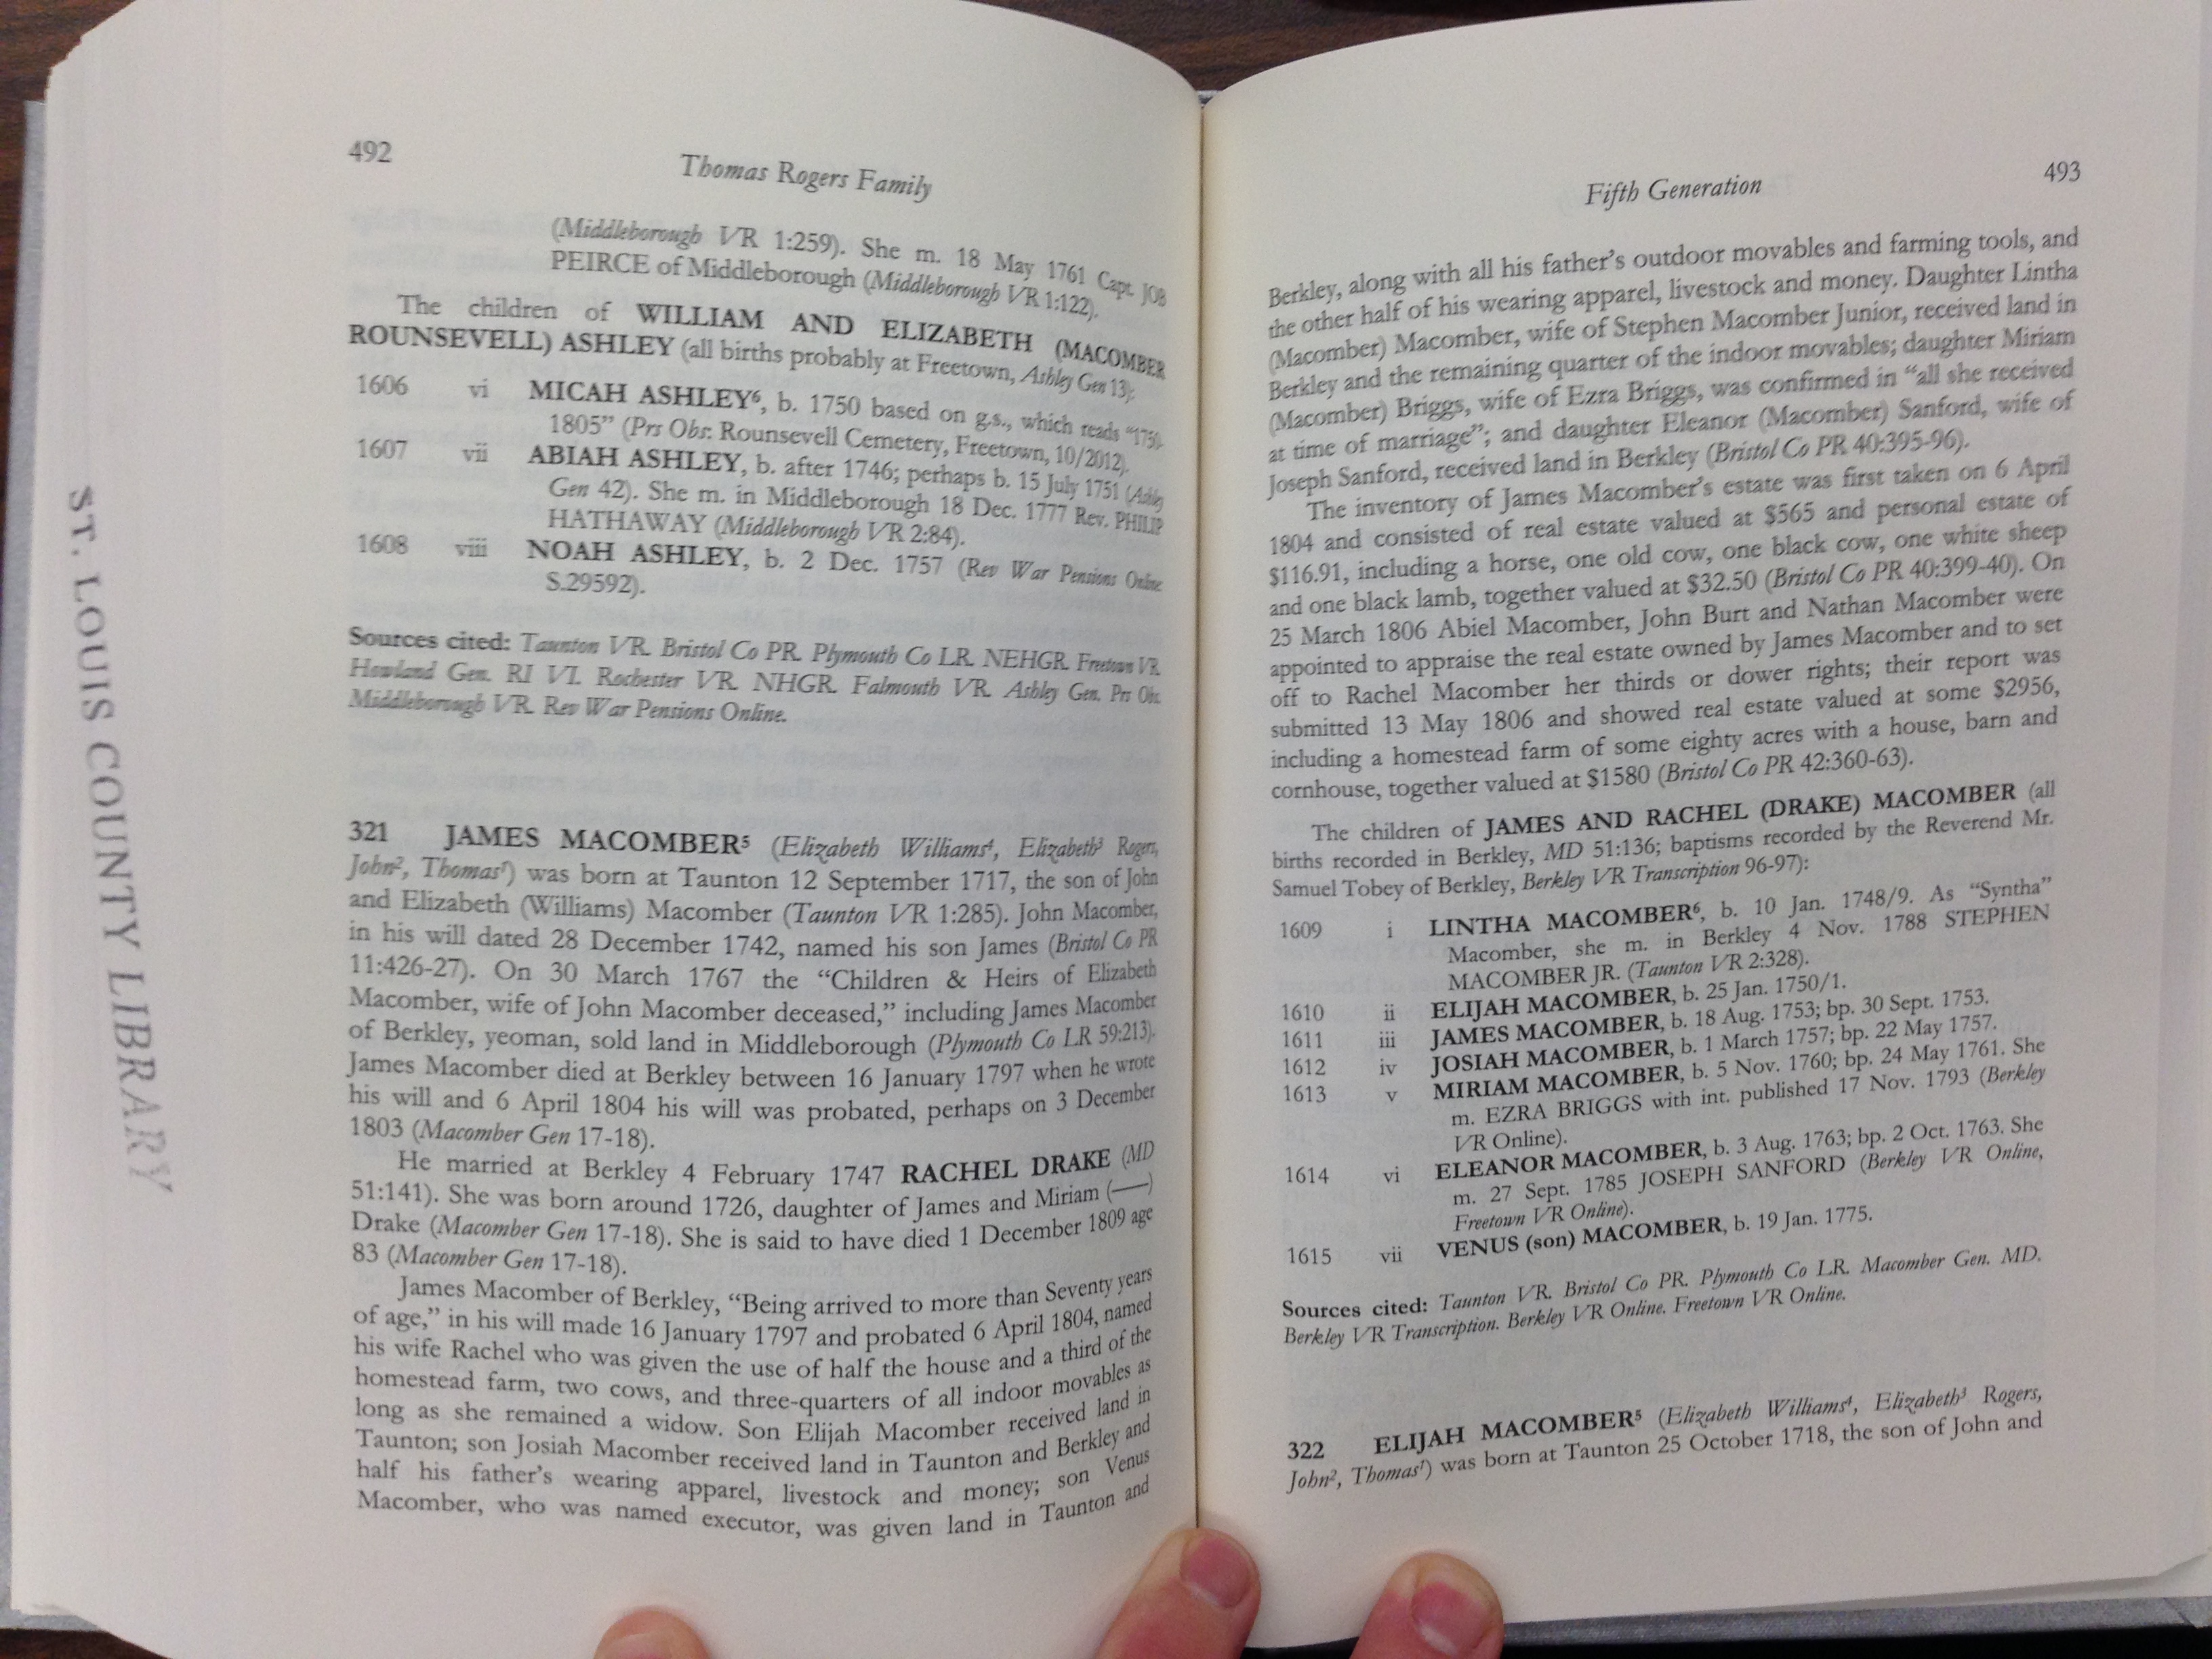 ST. LOUIS COUNTY LIBRARY
492
Thomas Rogers Family
(Middleborough VR 1:259). She m. 18 May 1761 Capt. JOB
PEIRCE of Middleborough (Middleborough VR 1:122).
The children of WILLIAM AND ELIZABETH (MACOMBER
ROUNSEVELL) ASHLEY (all births probably at Freetown, Ashley Gen 13):
1606 vi MICAH ASHLEY⁶, b. 1750 based on g.s., which reads "1750-
1805" (Prs Obs: Rounsevell Cemetery, Freetown, 10/2012).
1607 vii ABIAH ASHLEY, b. after 1746; perhaps b. 15 July 1751 (Ashley
Gen 42). She m. in Middleborough 18 Dec. 1777 Rev. PHILIP
HATHAWAY (Middleborough VR 2:84).
1608 viii NOAH ASHLEY, b. 2 Dec. 1757 (Rev War Pensions Online
S.29592).
Sources cited: Taunton VR. Bristol Co PR. Plymouth Co LR. NEHGR. Freetown VR.
Howland Gen. RI VI. Rochester VR. NHGR. Falmouth VR. Ashley Gen. Prs Obs.
Middleborough VR. Rev War Pensions Online.
321 JAMES MACOMBER⁵ (Elizabeth Williams⁴, Elizabeth³ Rogers,
John², Thomas¹) was born at Taunton 12 September 1717, the son of John
and Elizabeth (Williams) Macomber (Taunton VR 1:285). John Macomber,
in his will dated 28 December 1742, named his son James (Bristol Co PR
11:426-27). On 30 March 1767 the "Children & Heirs of Elizabeth
Macomber, wife of John Macomber deceased," including James Macomber
of Berkley, yeoman, sold land in Middleborough (Plymouth Co LR 59:213).
James Macomber died at Berkley between 16 January 1797 when he wrote
his will and 6 April 1804 his will was probated, perhaps on 3 December
1803 (Macomber Gen 17-18).
He married at Berkley 4 February 1747 RACHEL DRAKE (MD
51:141). She was born around 1726, daughter of James and Miriam (——)
Drake (Macomber Gen 17-18). She is said to have died 1 December 1809 age
83 (Macomber Gen 17-18).
James Macomber of Berkley, "Being arrived to more than Seventy years
of age," in his will made 16 January 1797 and probated 6 April 1804, named
his wife Rachel who was given the use of half the house and a third of the
homestead farm, two cows, and three-quarters of all indoor movables as
long as she remained a widow. Son Elijah Macomber received land in
Taunton; son Josiah Macomber received land in Taunton and Berkley and
half his father's wearing apparel, livestock and money; son Venus
Macomber, who was named executor, was given land in Taunton and
Fifth Generation
493
Berkley, along with all his father's outdoor movables and farming tools, and
the other half of his wearing apparel, livestock and money. Daughter Lintha
(Macomber) Macomber, wife of Stephen Macomber Junior, received land in
Berkley and the remaining quarter of the indoor movables; daughter Miriam
(Macomber) Briggs, wife of Ezra Briggs, was confirmed in "all she received
at time of marriage"; and daughter Eleanor (Macomber) Sanford, wife of
Joseph Sanford, received land in Berkley (Bristol Co PR 40:395-96).
The inventory of James Macomber's estate was first taken on 6 April
1804 and consisted of real estate valued at $565 and personal estate of
$116.91, including a horse, one old cow, one black cow, one white sheep
and one black lamb, together valued at $32.50 (Bristol Co PR 40:399-40). On
25 March 1806 Abiel Macomber, John Burt and Nathan Macomber were
appointed to appraise the real estate owned by James Macomber and to set
off to Rachel Macomber her thirds or dower rights; their report was
submitted 13 May 1806 and showed real estate valued at some $2956,
including a homestead farm of some eighty acres with a house, barn and
cornhouse, together valued at $1580 (Bristol Co PR 42:360-63).
The children of JAMES AND RACHEL (DRAKE) MACOMBER (all
births recorded in Berkley, MD 51:136; baptisms recorded by the Reverend Mr.
Samuel Tobey of Berkley, Berkley VR Transcription 96-97):
1609 i LINTHA MACOMBER⁶, b. 10 Jan. 1748/9. As "Syntha"
Macomber, she m. in Berkley 4 Nov. 1788 STEPHEN
MACOMBER JR. (Taunton VR 2:328).
1610 ii ELIJAH MACOMBER, b. 25 Jan. 1750/1.
1611 iii JAMES MACOMBER, b. 18 Aug. 1753; bp. 30 Sept. 1753.
1612 iv JOSIAH MACOMBER, b. 1 March 1757; bp. 22 May 1757.
1613 v MIRIAM MACOMBER, b. 5 Nov. 1760; bp. 24 May 1761. She
m. EZRA BRIGGS with int. published 17 Nov. 1793 (Berkley
VR Online).
1614 vi ELEANOR MACOMBER, b. 3 Aug. 1763; bp. 2 Oct. 1763. She
m. 27 Sept. 1785 JOSEPH SANFORD (Berkley VR Online,
Freetown VR Online).
1615 vii VENUS (son) MACOMBER, b. 19 Jan. 1775.
Sources cited: Taunton VR. Bristol Co PR. Plymouth Co LR. Macomber Gen. MD.
Berkley VR Transcription. Berkley VR Online. Freetown VR Online.
322 ELIJAH MACOMBER⁵ (Elizabeth Williams⁴, Elizabeth³ Rogers,
John², Thomas¹) was born at Taunton 25 October 1718, the son of John and